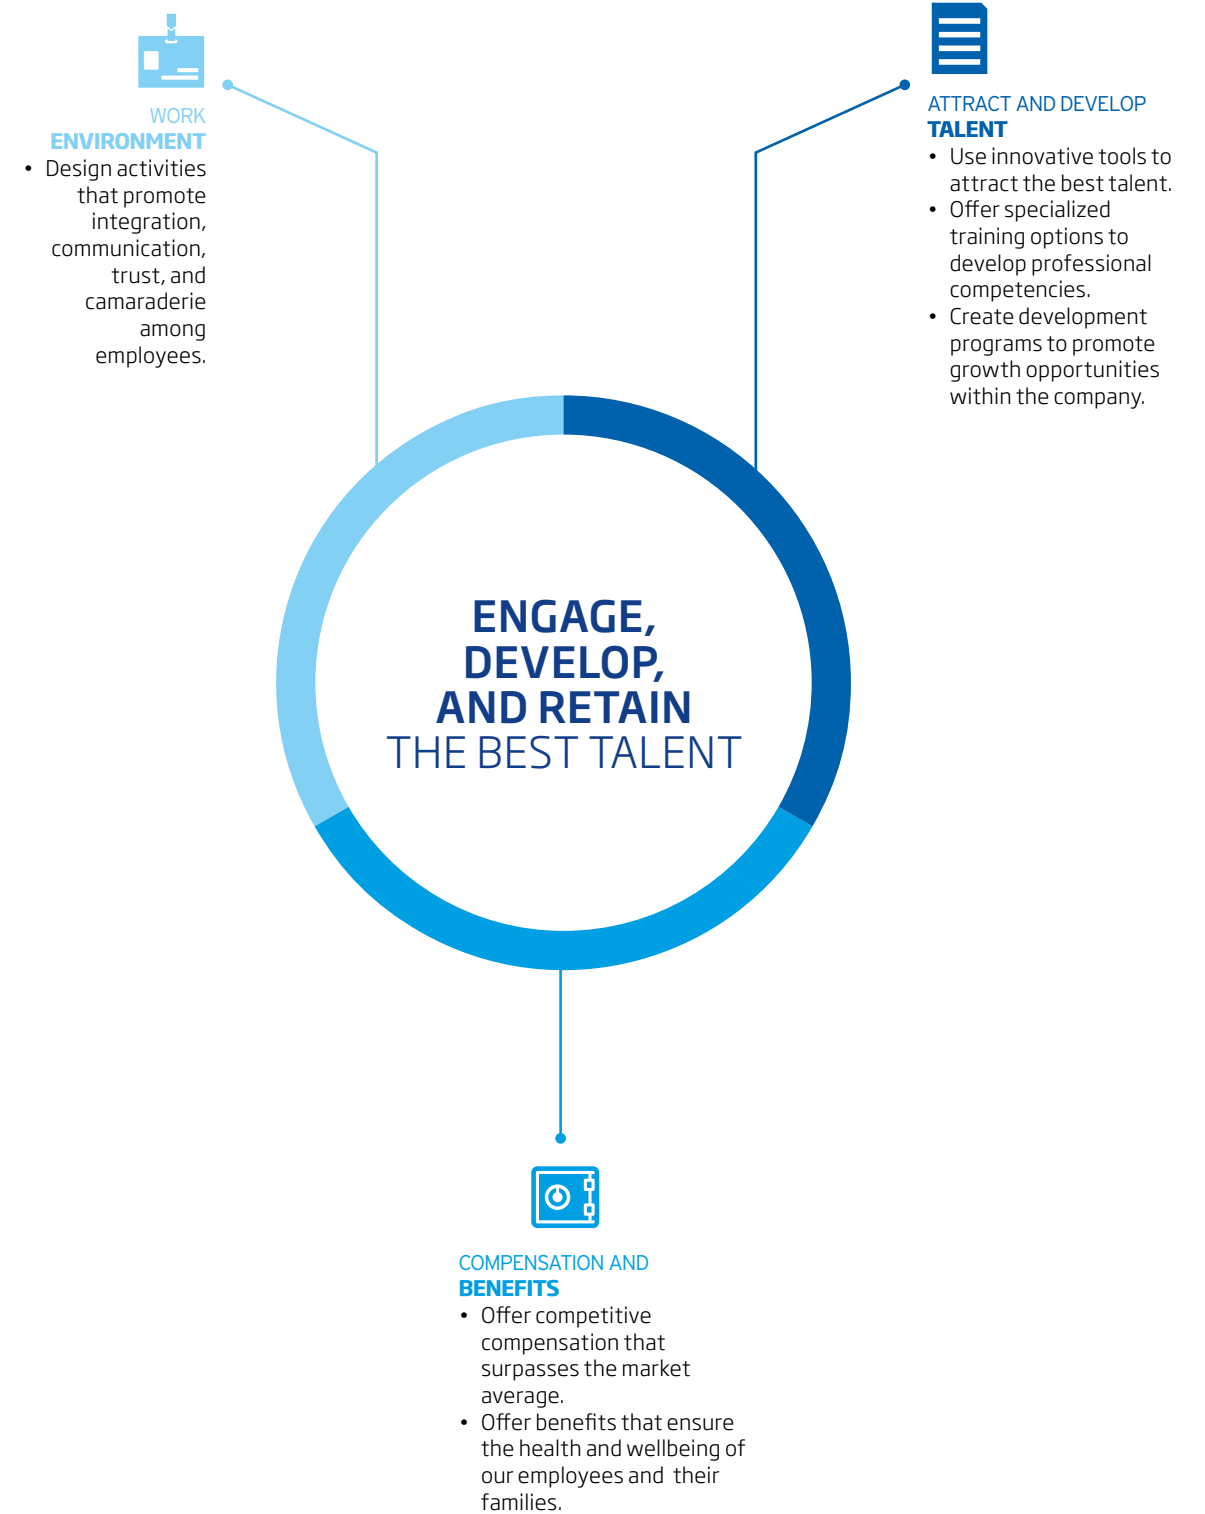 WORK
ENVIRONMENT
• Design activities
that promote
integration,
communication,
trust, and
camaraderie
among
employees.
ATTRACT AND DEVELOP
TALENT
• Use innovative tools to
attract the best talent.
• Offer specialized
training options to
develop professional
competencies.
• Create development
programs to promote
growth opportunities
within the company.
ENGAGE,
DEVELOP,
AND RETAIN
THE BEST TALENT
COMPENSATION AND
BENEFITS
• Offer competitive
compensation that
surpasses the market
average.
• Offer benefits that ensure
the health and wellbeing of
our employees and their
families.